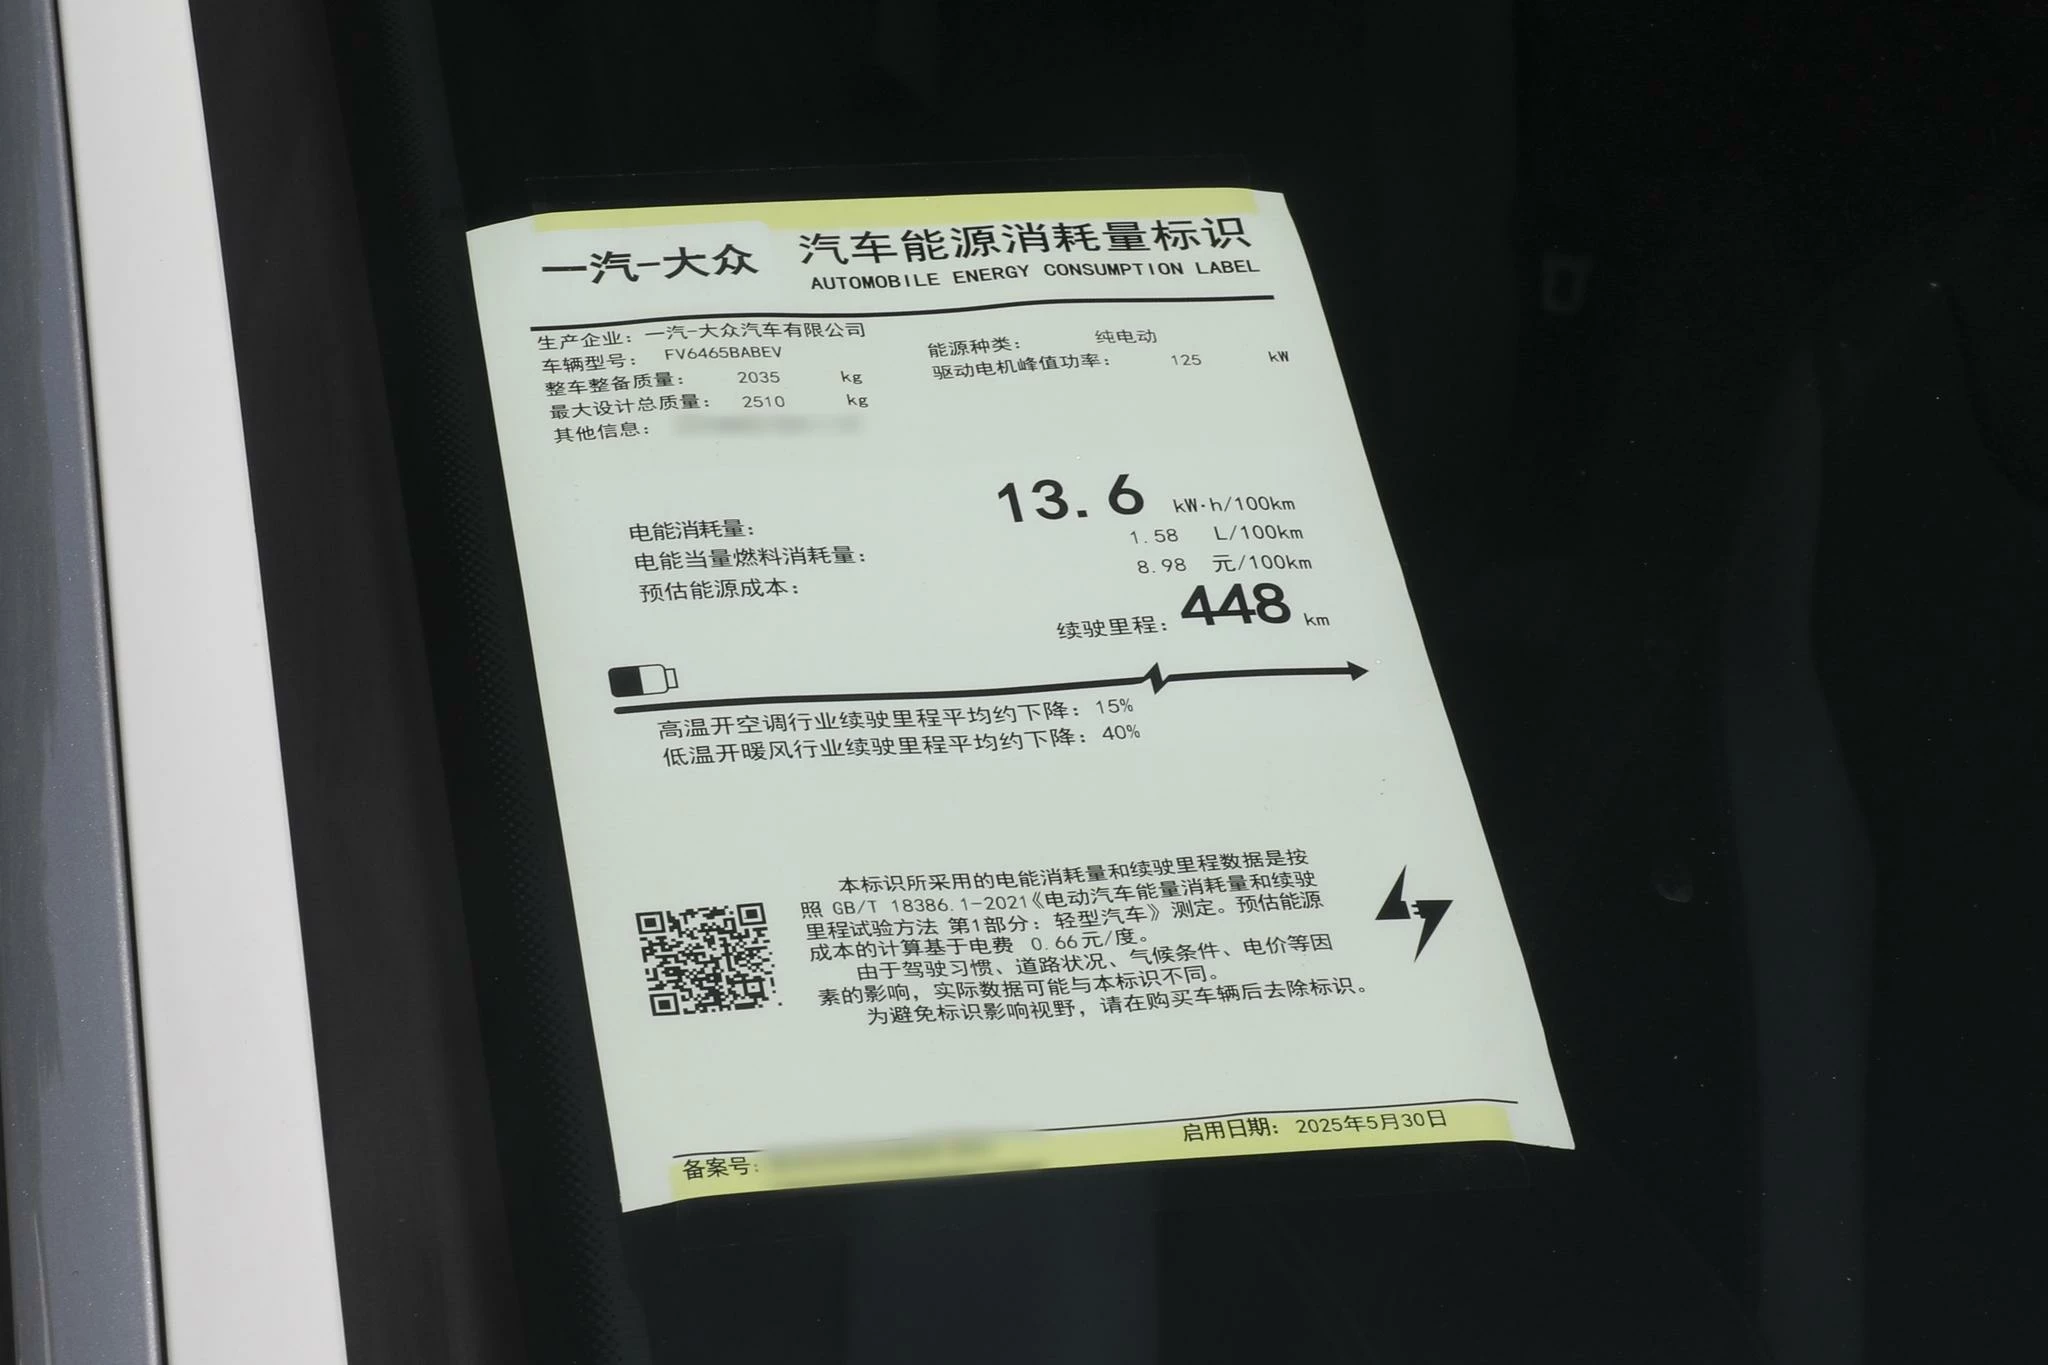 一汽-大众
汽车能源消耗量标识
AUTOMOBILE ENERGY CONSUMPTION LABEL
生产企业：一汽-大众汽车有限公司
车辆型号：FV6465BABEV
能源种类：纯电动
整车整备质量：2035 kg
驱动电机峰值功率：125 kW
最大设计总质量：2510 kg
其他信息：
电能消耗量：13.6 kW·h/100km
电能当量燃料消耗量：1.58 L/100km
预估能源成本：8.98 元/100km
续驶里程：448 km
高温开空调行业续驶里程平均约下降：15%
低温开暖风行业续驶里程平均约下降：40%
本标识所采用的电能消耗量和续驶里程数据是按
照 GB/T 18386.1-2021《电动汽车能量消耗量和续驶
里程试验方法 第1部分：轻型汽车》测定。预估能源
成本的计算基于电费 0.66元/度。
由于驾驶习惯、道路状况、气候条件、电价等因
素的影响，实际数据可能与本标识不同。
为避免标识影响视野，请在购买车辆后去除标识。
备案号：
启用日期：2025年5月30日